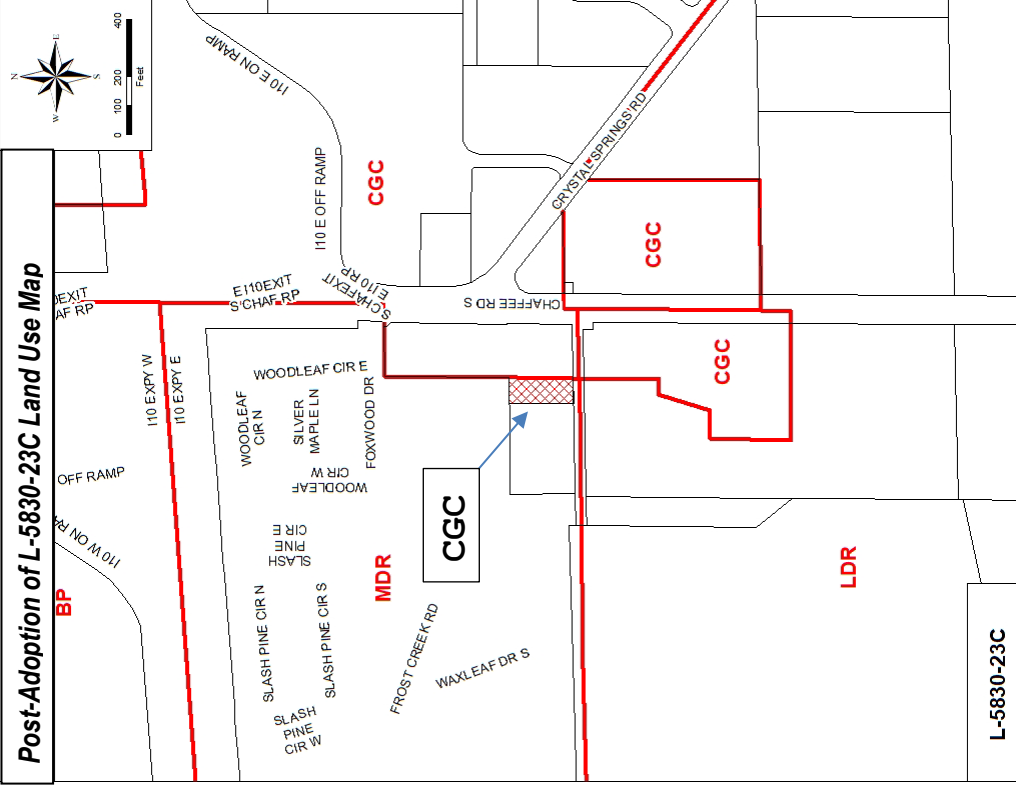 Post-Adoption of L-5830-23C Land Use Map
N
E
S
W
0
100
200
400
Feet
I10 E ON RAMP
I10 E OFF RAMP
CGC
CRYSTAL SPRINGS RD
CGC
E I10 RP
S CHAFEXIT
E I10EXIT
S CHAF RP
EXIT
AF RP
CHAFFEE RD S
I10 EXPY W
I10 EXPY E
WOODLEAF CIR E
WOODLEAF
CIR N
SILVER
MAPLE LN
FOXWOOD DR
WOODLEAF
CIR W
CGC
OFF RAMP
I10 W ON RA
SLASH
PINE
CIR E
CGC
BP
MDR
SLASH PINE CIR N
SLASH PINE CIR S
FROST CREEK RD
WAXLEAF DR S
SLASH
PINE
CIR W
LDR
L-5830-23C